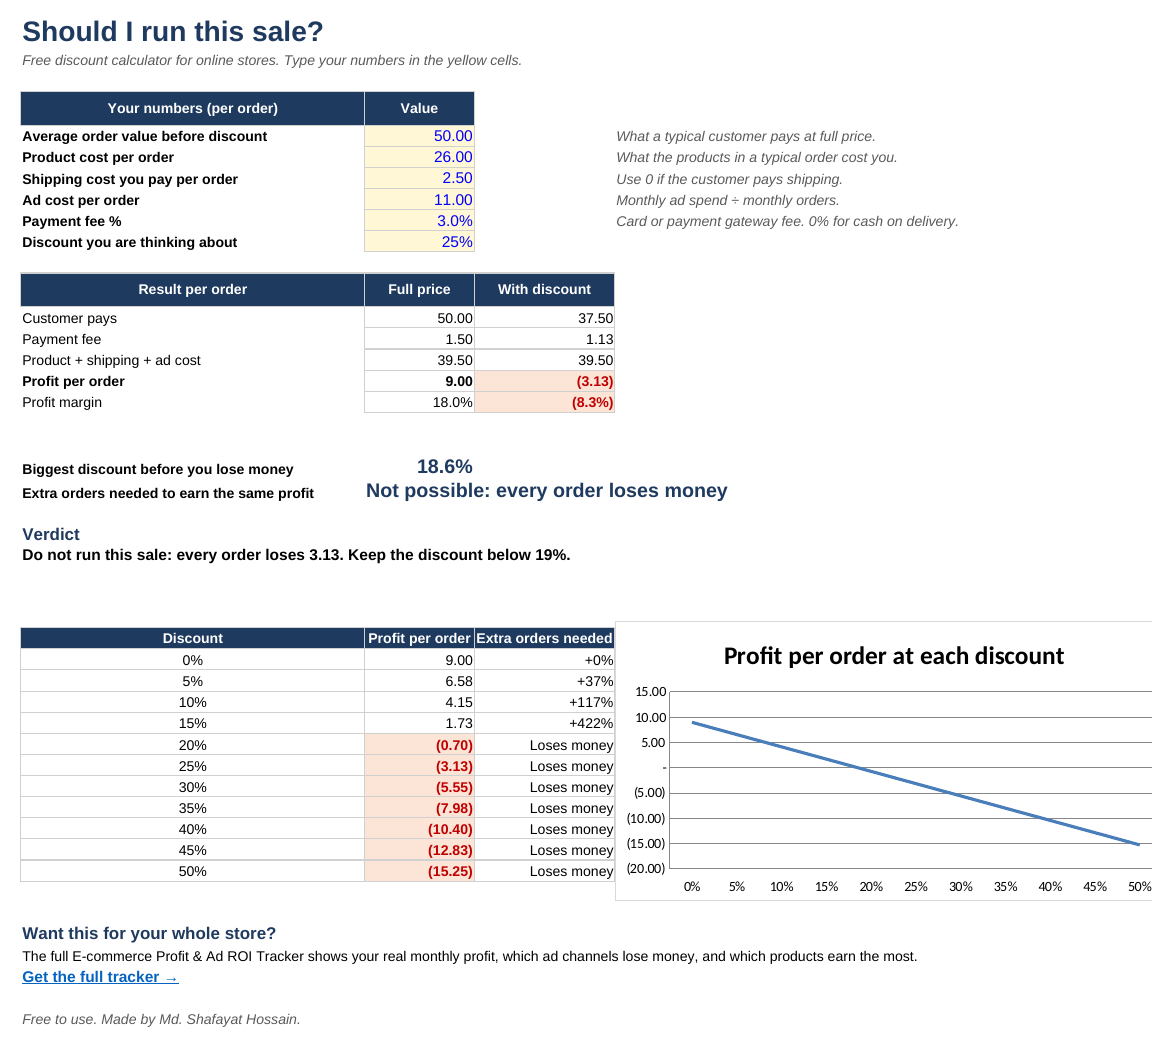 Should I run this sale?
Free discount calculator for online stores. Type your numbers in the yellow cells.
Your numbers (per order) Value
Average order value before discount 50.00 What a typical customer pays at full price.
Product cost per order 26.00 What the products in a typical order cost you.
Shipping cost you pay per order 2.50 Use 0 if the customer pays shipping.
Ad cost per order 11.00 Monthly ad spend ÷ monthly orders.
Payment fee % 3.0% Card or payment gateway fee. 0% for cash on delivery.
Discount you are thinking about 25%
Result per order Full price With discount
Customer pays 50.00 37.50
Payment fee 1.50 1.13
Product + shipping + ad cost 39.50 39.50
Profit per order 9.00 (3.13)
Profit margin 18.0% (8.3%)
Biggest discount before you lose money 18.6%
Extra orders needed to earn the same profit Not possible: every order loses money
Verdict
Do not run this sale: every order loses 3.13. Keep the discount below 19%.
Discount Profit per order Extra orders needed
0% 9.00 +0%
5% 6.58 +37%
10% 4.15 +117%
15% 1.73 +422%
20% (0.70) Loses money
25% (3.13) Loses money
30% (5.55) Loses money
35% (7.98) Loses money
40% (10.40) Loses money
45% (12.83) Loses money
50% (15.25) Loses money
Profit per order at each discount
15.00
10.00
5.00
-
(5.00)
(10.00)
(15.00)
(20.00)
0% 5% 10% 15% 20% 25% 30% 35% 40% 45% 50%
Want this for your whole store?
The full E-commerce Profit & Ad ROI Tracker shows your real monthly profit, which ad channels lose money, and which products earn the most.
Get the full tracker →
Free to use. Made by Md. Shafayat Hossain.